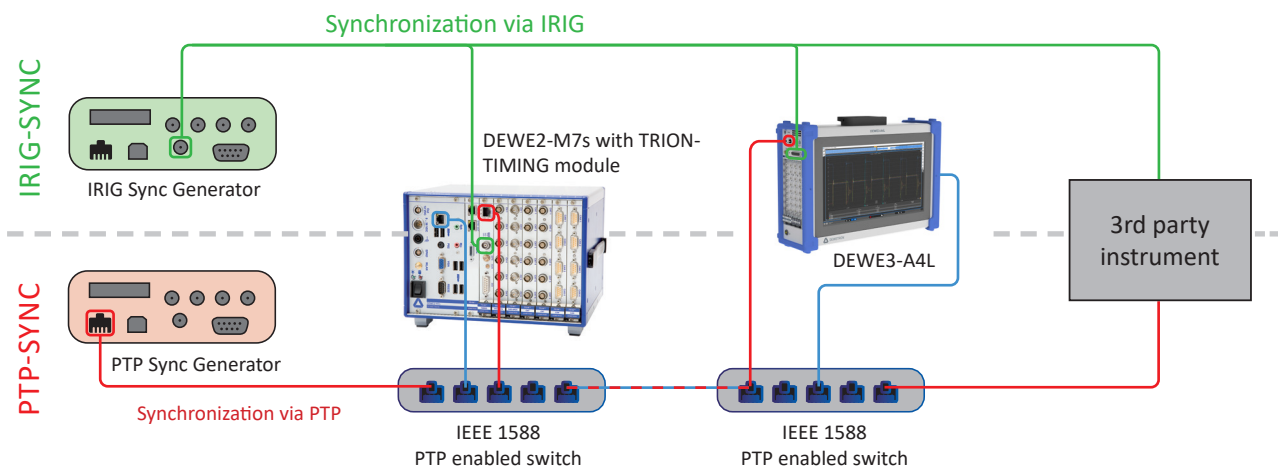 Synchronization via IRIG
IRIG-SYNC
IRIG Sync Generator
DEWE2-M7s with TRION-
TIMING module
DEWE3-A4L
3rd party
instrument
PTP-SYNC
PTP Sync Generator
Synchronization via PTP
IEEE 1588
PTP enabled switch
IEEE 1588
PTP enabled switch